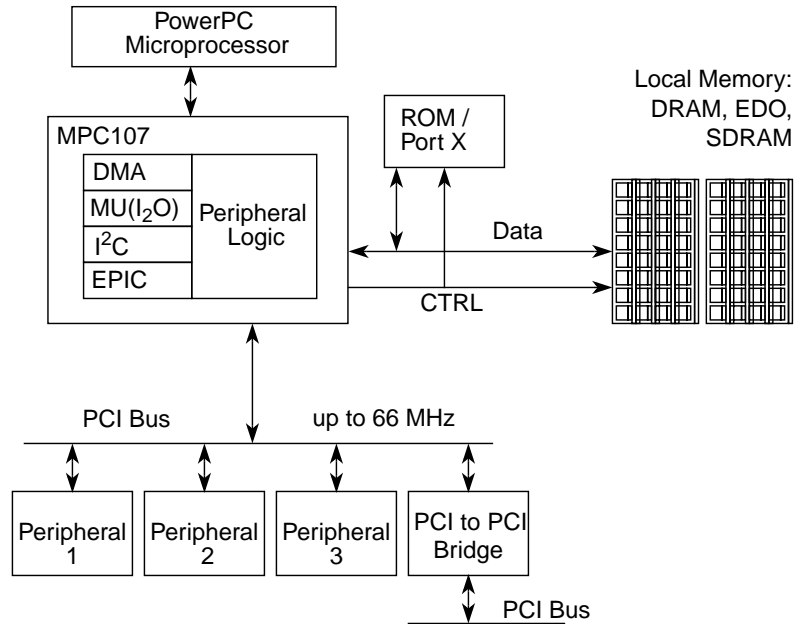 PowerPC
Microprocessor
MPC107
DMA
MU(I₂O)
I²C
EPIC
Peripheral
Logic
ROM /
Port X
Local Memory:
DRAM, EDO,
SDRAM
Data
CTRL
PCI Bus
up to 66 MHz
Peripheral
1
Peripheral
2
Peripheral
3
PCI to PCI
Bridge
PCI Bus